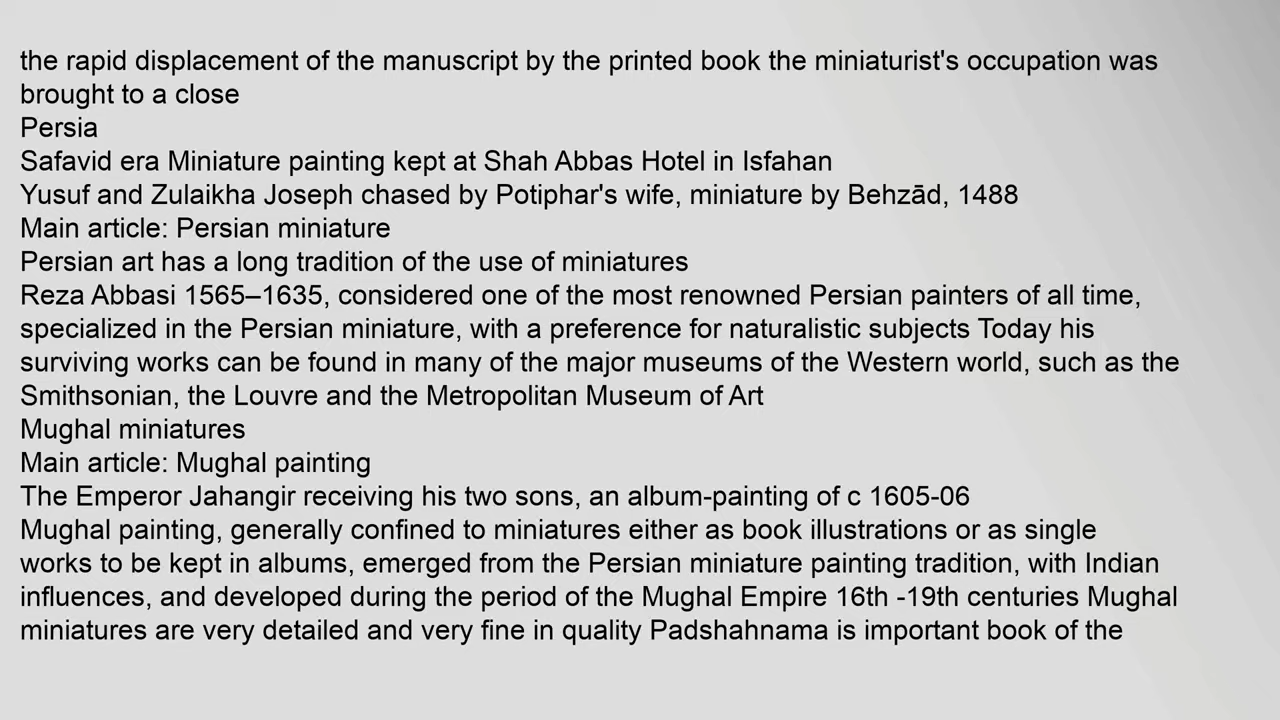 the rapid displacement of the manuscript by the printed book the miniaturist's occupation was
brought to a close
Persia
Safavid era Miniature painting kept at Shah Abbas Hotel in Isfahan
Yusuf and Zulaikha Joseph chased by Potiphar's wife, miniature by Behzād, 1488
Main article: Persian miniature
Persian art has a long tradition of the use of miniatures
Reza Abbasi 1565–1635, considered one of the most renowned Persian painters of all time,
specialized in the Persian miniature, with a preference for naturalistic subjects Today his
surviving works can be found in many of the major museums of the Western world, such as the
Smithsonian, the Louvre and the Metropolitan Museum of Art
Mughal miniatures
Main article: Mughal painting
The Emperor Jahangir receiving his two sons, an album-painting of c 1605-06
Mughal painting, generally confined to miniatures either as book illustrations or as single
works to be kept in albums, emerged from the Persian miniature painting tradition, with Indian
influences, and developed during the period of the Mughal Empire 16th -19th centuries Mughal
miniatures are very detailed and very fine in quality Padshahnama is important book of the